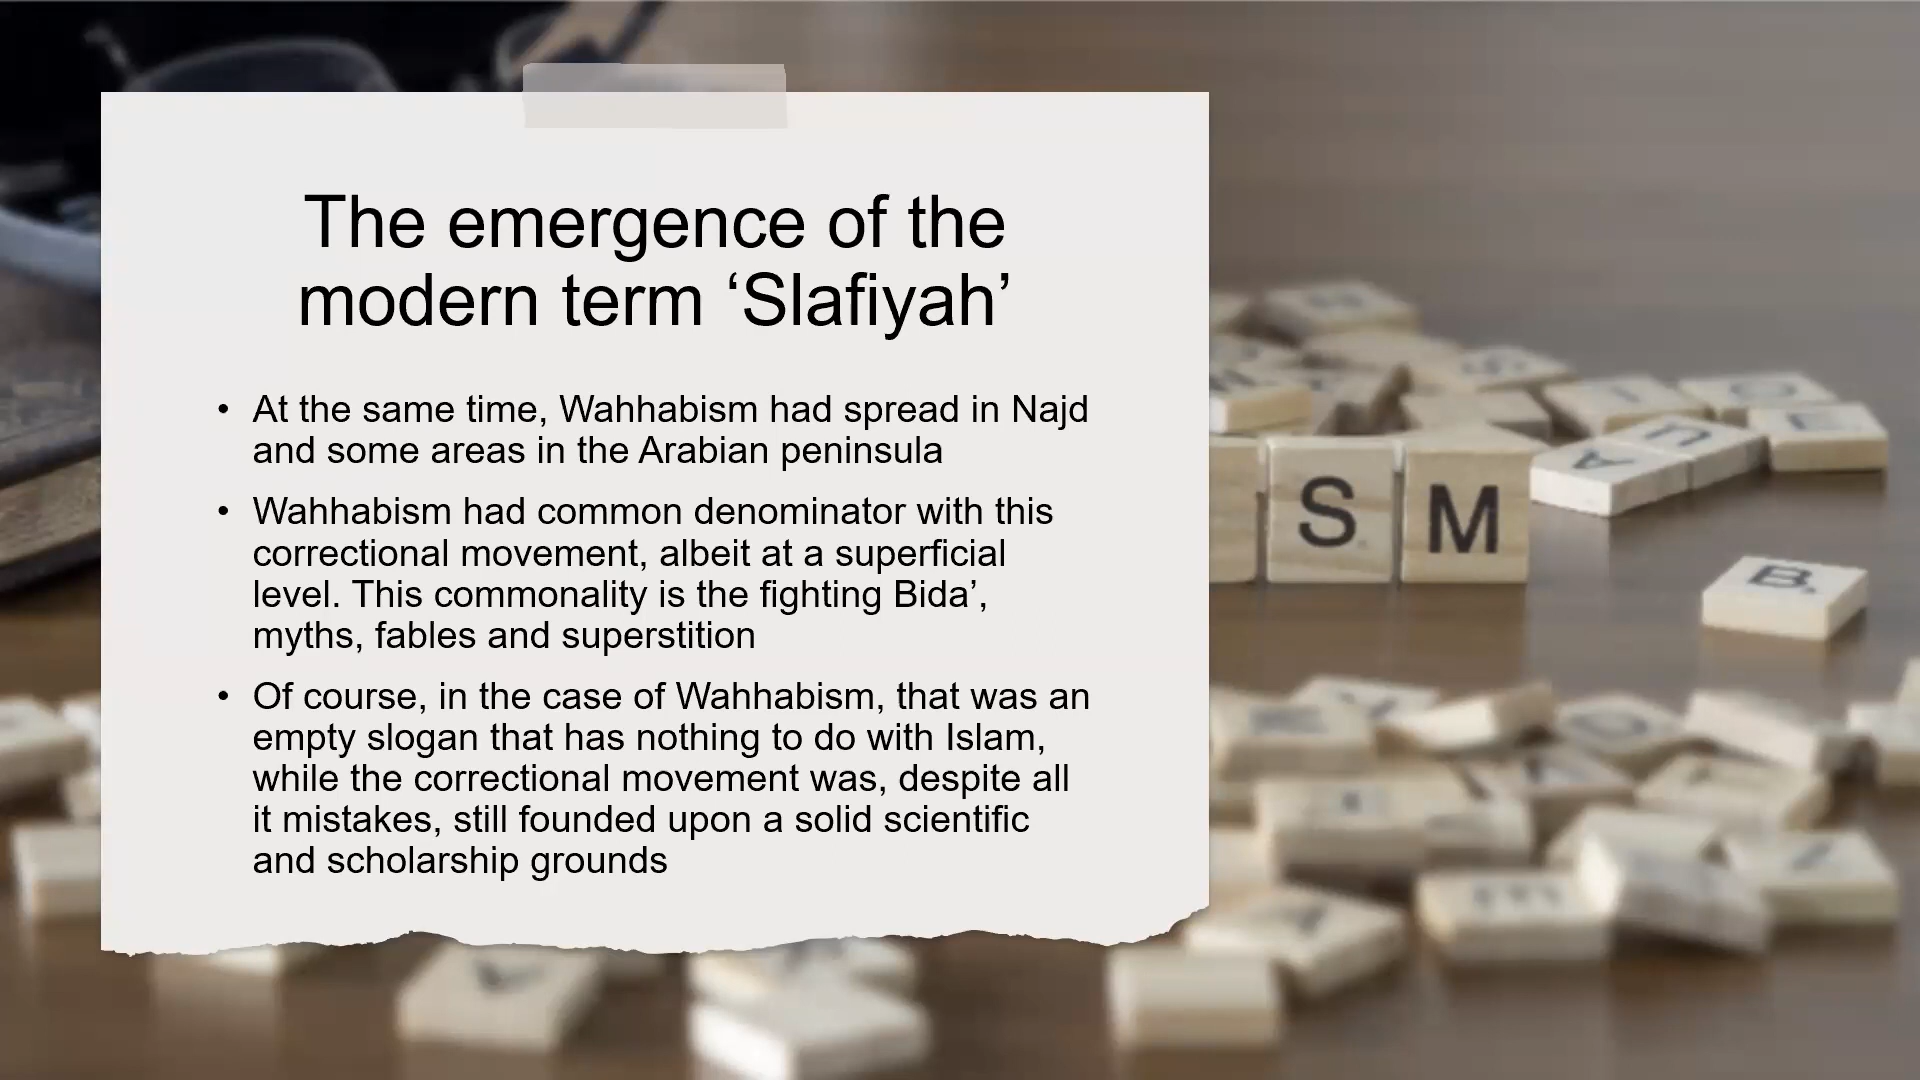 The emergence of the
modern term ‘Slafiyah’
• At the same time, Wahhabism had spread in Najd
and some areas in the Arabian peninsula
• Wahhabism had common denominator with this
correctional movement, albeit at a superficial
level. This commonality is the fighting Bida’,
myths, fables and superstition
• Of course, in the case of Wahhabism, that was an
empty slogan that has nothing to do with Islam,
while the correctional movement was, despite all
it mistakes, still founded upon a solid scientific
and scholarship grounds
S M
A U
B